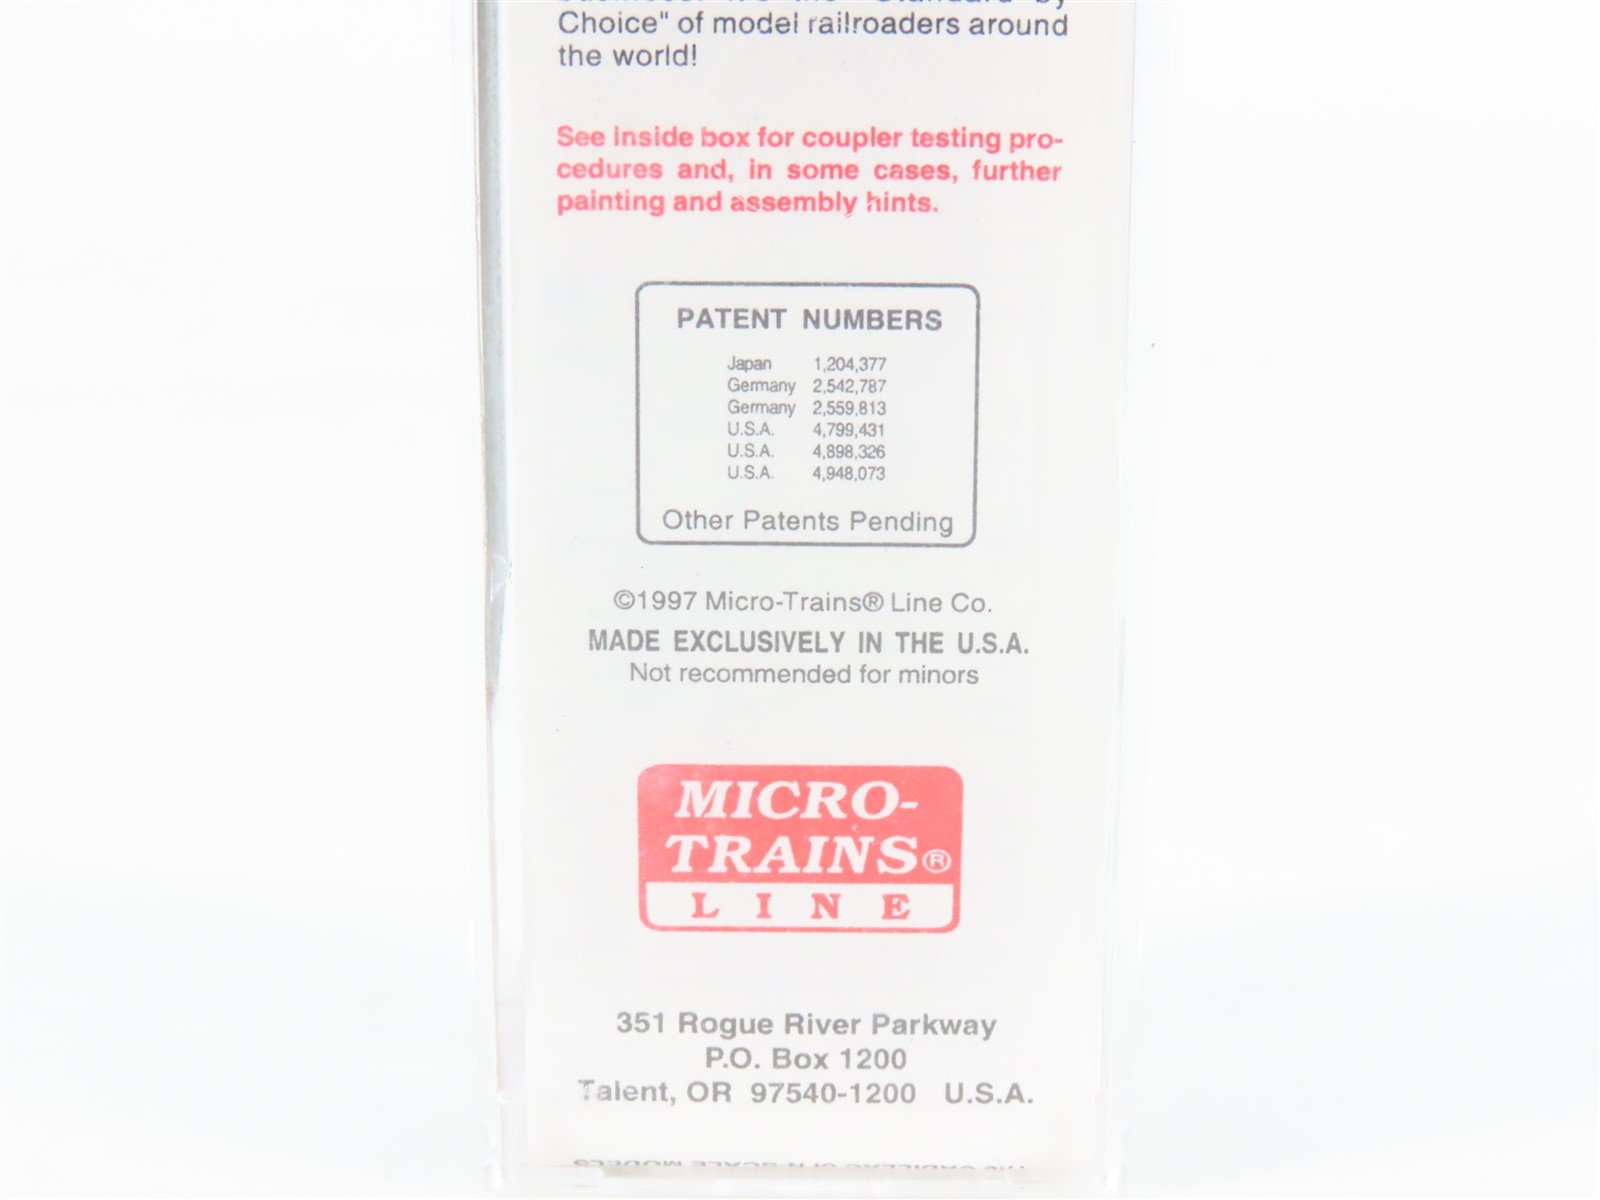 "Standard by
Choice" of model railroaders around
the world!
See inside box for coupler testing pro-
cedures and, in some cases, further
painting and assembly hints.
PATENT NUMBERS
Japan 1,204,377
Germany 2,542,787
Germany 2,559,813
U.S.A. 4,799,431
U.S.A. 4,898,326
U.S.A. 4,948,073
Other Patents Pending
©1997 Micro-Trains® Line Co.
MADE EXCLUSIVELY IN THE U.S.A.
Not recommended for minors
MICRO-
TRAINS®
LINE
351 Rogue River Parkway
P.O. Box 1200
Talent, OR 97540-1200 U.S.A.